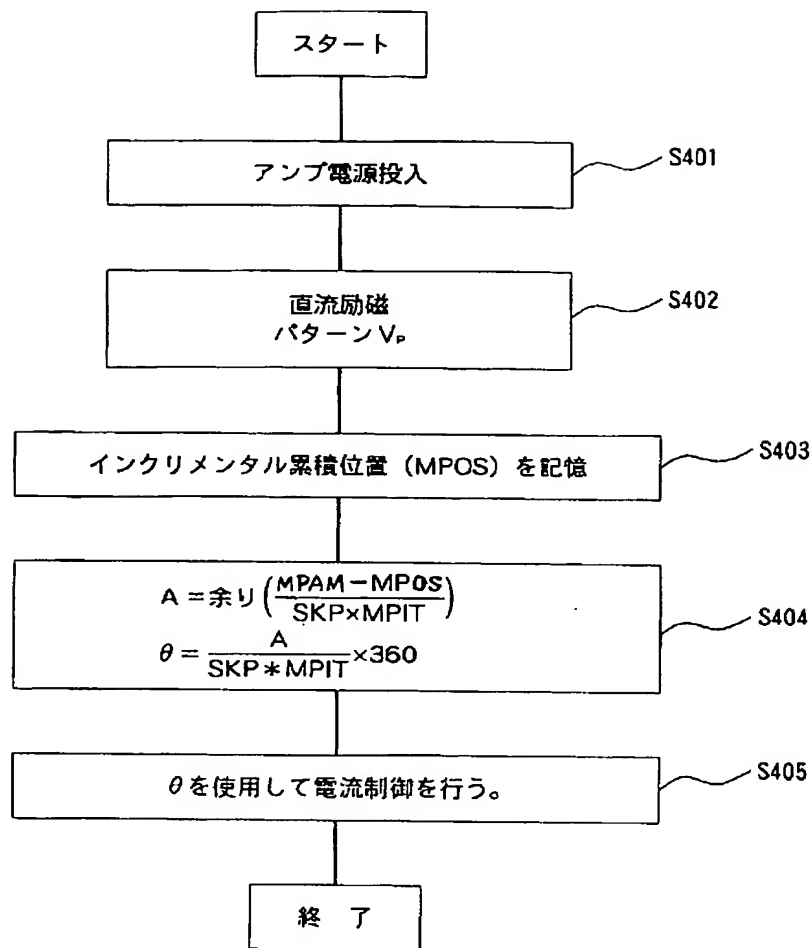 スタート
アンプ電源投入
S401
直流励磁
パターンVP
S402
インクリメンタル累積位置（MPOS）を記憶
S403
A＝余り(MPAM－MPOS/SKP×MPIT)
θ＝A/SKP＊MPIT×360
S404
θを使用して電流制御を行う。
S405
終 了